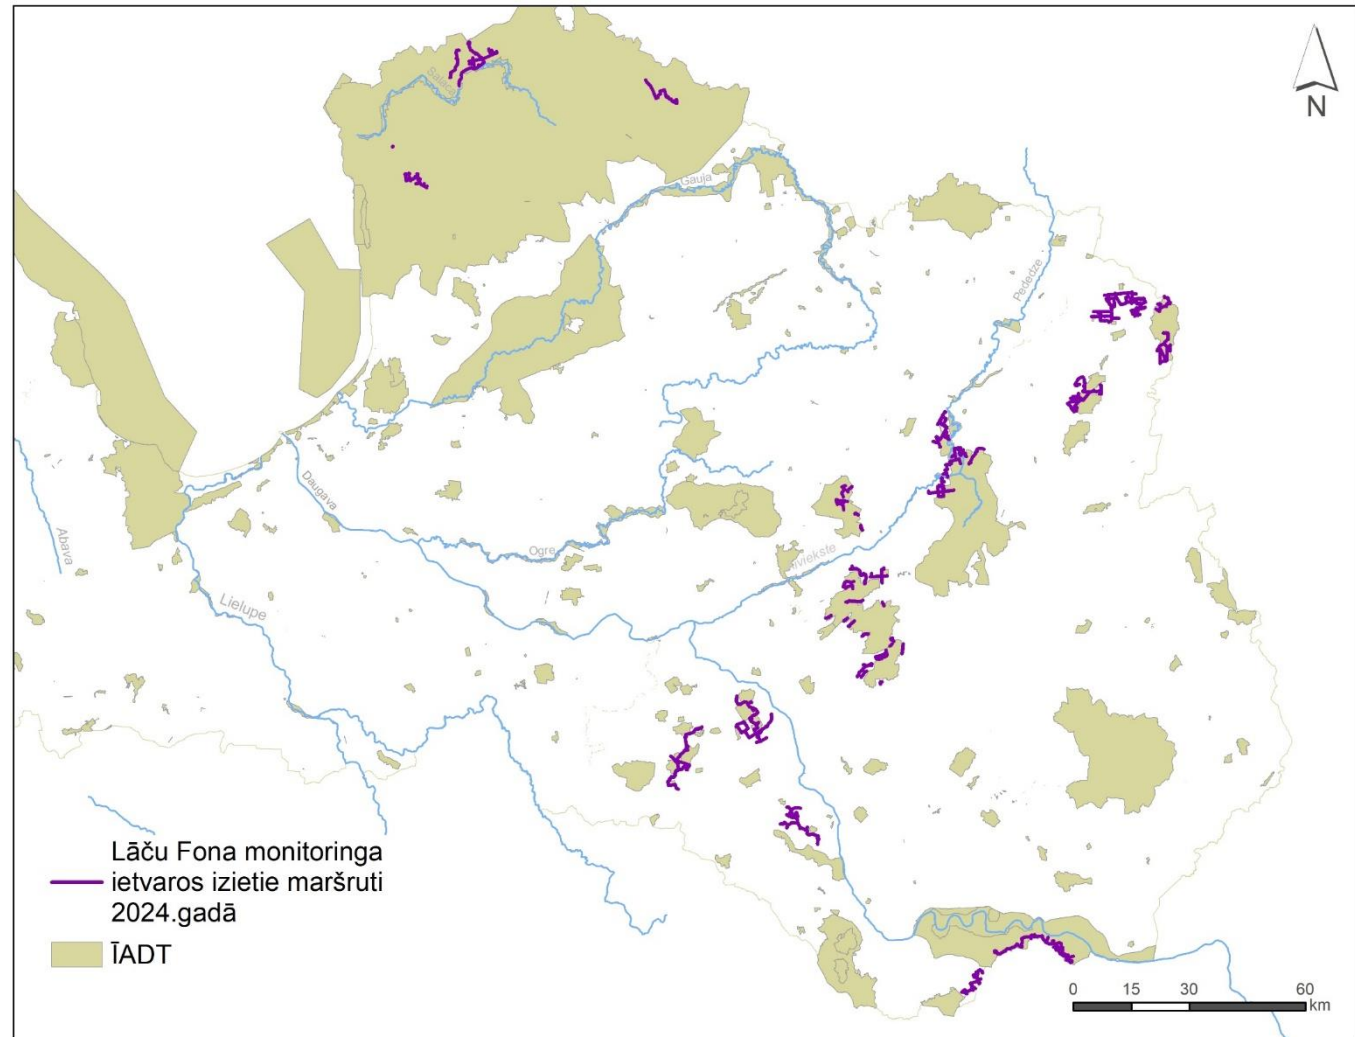 N
Salaca
Gauja
Pededze
Daugava
Abava
Ogre
Lielupe
Lāču Fona monitoringa
ietvaros izietie maršruti
2024.gadā
ĪADT
0 15 30 60
km